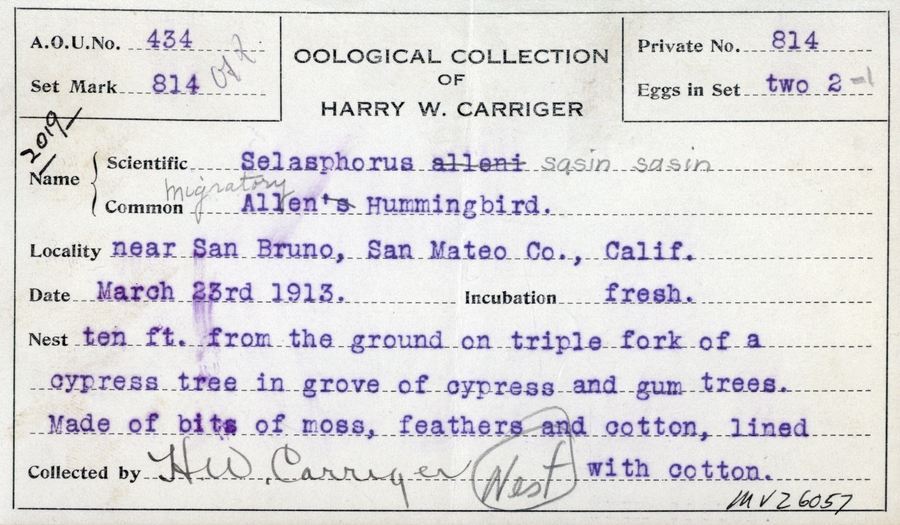 A.O.U.No. 434
Set Mark 814 of 2
OOLOGICAL COLLECTION
OF
HARRY W. CARRIGER
Private No. 814
Eggs in Set two 2 =1
2019
Name
Scientific Selasphorus alleni sasin sasin
migratory
Common Allen's Hummingbird.
Locality near San Bruno, San Mateo Co., Calif.
Date March 23rd 1913. Incubation fresh.
Nest ten ft. from the ground on triple fork of a
cypress tree in grove of cypress and gum trees.
Made of bits of moss, feathers and cotton, lined
Collected by H.W. Carriger Nest with cotton.
MVZ 6057